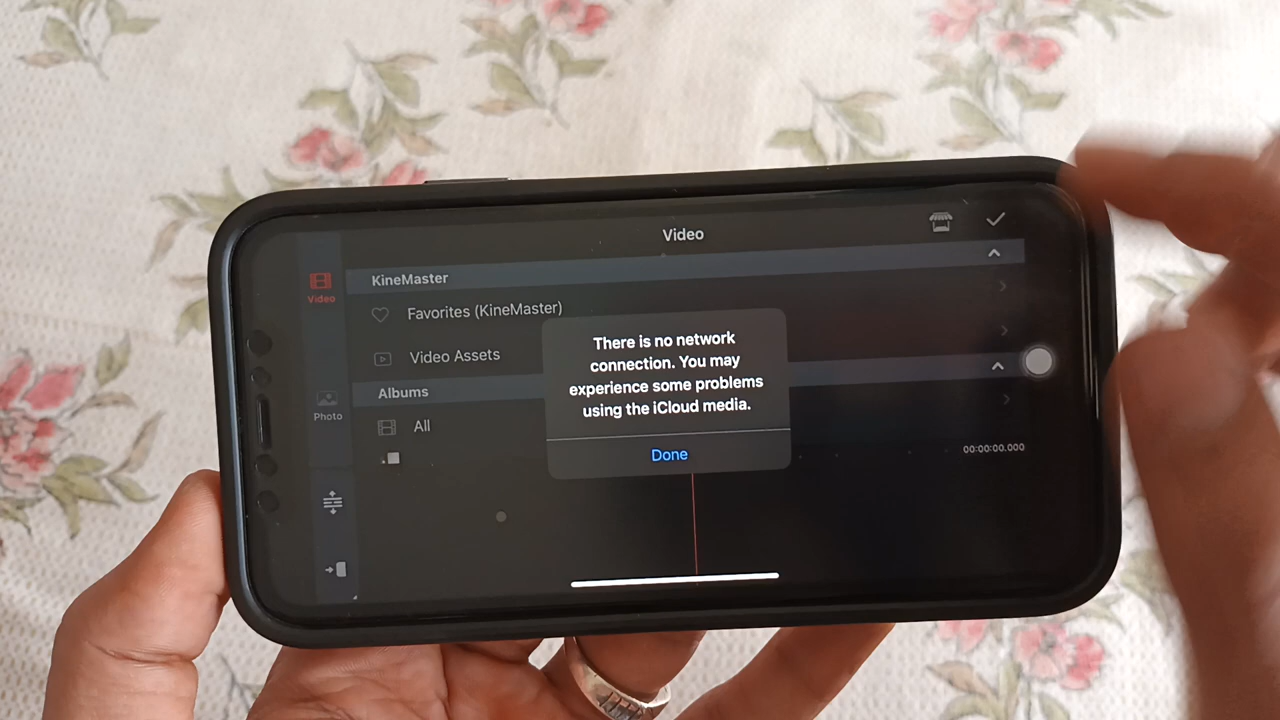 Video
Video
KineMaster
Favorites (KineMaster)
Video Assets
Albums
Photo
All
There is no network
connection. You may
experience some problems
using the iCloud media.
Done
00:00:00.000